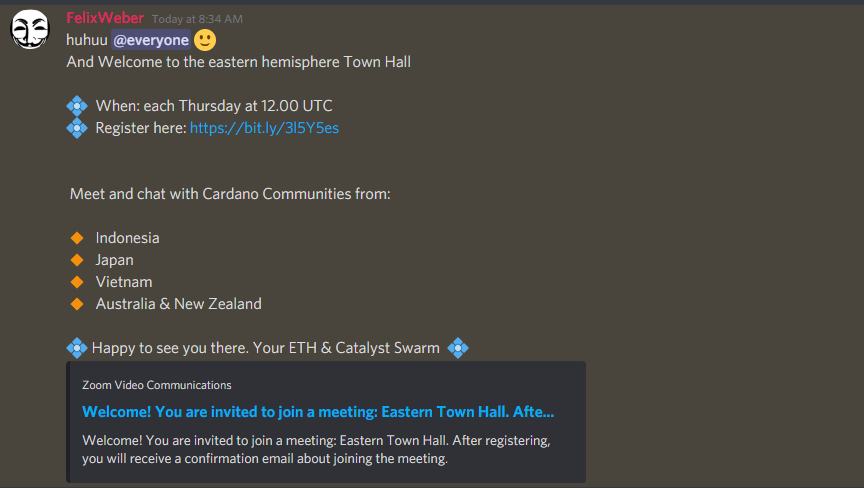 FelixWeber Today at 8:34 AM
huhuu @everyone 🙂
And Welcome to the eastern hemisphere Town Hall
💠 When: each Thursday at 12.00 UTC
💠 Register here: https://bit.ly/3l5Y5es
Meet and chat with Cardano Communities from:
🔸 Indonesia
🔸 Japan
🔸 Vietnam
🔸 Australia & New Zealand
💠 Happy to see you there. Your ETH & Catalyst Swarm 💠
Zoom Video Communications
Welcome! You are invited to join a meeting: Eastern Town Hall. Afte...
Welcome! You are invited to join a meeting: Eastern Town Hall. After registering,
you will receive a confirmation email about joining the meeting.